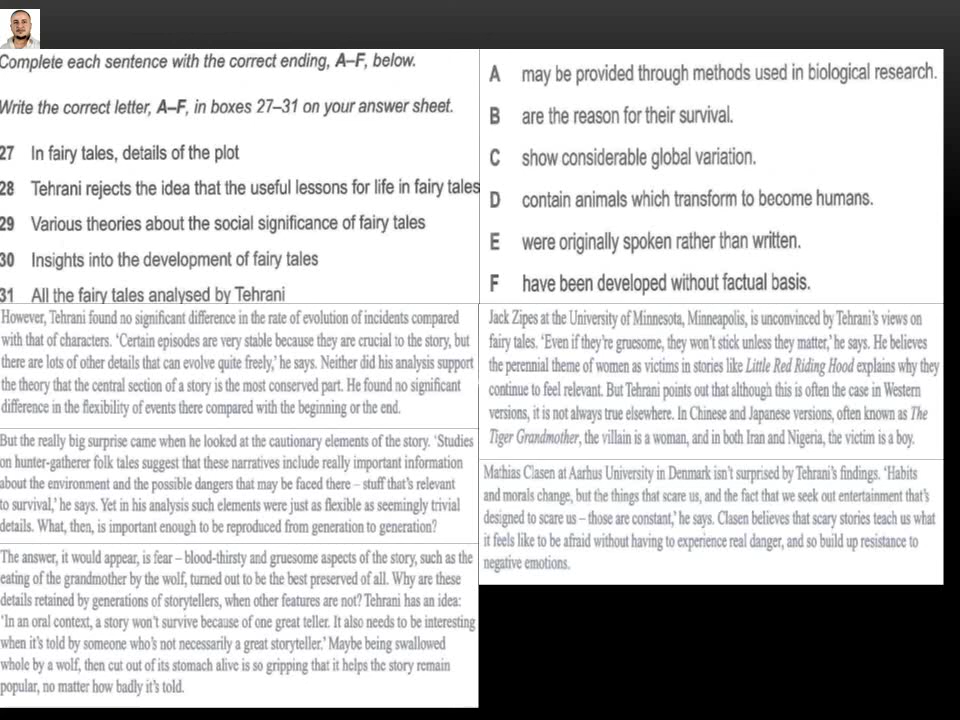 Complete each sentence with the correct ending, A–F, below.
Write the correct letter, A–F, in boxes 27–31 on your answer sheet.
27 In fairy tales, details of the plot
28 Tehrani rejects the idea that the useful lessons for life in fairy tales
29 Various theories about the social significance of fairy tales
30 Insights into the development of fairy tales
31 All the fairy tales analysed by Tehrani
A may be provided through methods used in biological research.
B are the reason for their survival.
C show considerable global variation.
D contain animals which transform to become humans.
E were originally spoken rather than written.
F have been developed without factual basis.
However, Tehrani found no significant difference in the rate of evolution of incidents compared
with that of characters. ‘Certain episodes are very stable because they are crucial to the story, but
there are lots of other details that can evolve quite freely,’ he says. Neither did his analysis support
the theory that the central section of a story is the most conserved part. He found no significant
difference in the flexibility of events there compared with the beginning or the end.
But the really big surprise came when he looked at the cautionary elements of the story. ‘Studies
on hunter-gatherer folk tales suggest that these narratives include really important information
about the environment and the possible dangers that may be faced there – stuff that’s relevant
to survival,’ he says. Yet in his analysis such elements were just as flexible as seemingly trivial
details. What, then, is important enough to be reproduced from generation to generation?
The answer, it would appear, is fear – blood-thirsty and gruesome aspects of the story, such as the
eating of the grandmother by the wolf, turned out to be the best preserved of all. Why are these
details retained by generations of storytellers, when other features are not? Tehrani has an idea:
‘In an oral context, a story won’t survive because of one great teller. It also needs to be interesting
when it’s told by someone who’s not necessarily a great storyteller.’ Maybe being swallowed
whole by a wolf, then cut out of its stomach alive is so gripping that it helps the story remain
popular, no matter how badly it’s told.
Jack Zipes at the University of Minnesota, Minneapolis, is unconvinced by Tehrani’s views on
fairy tales. ‘Even if they’re gruesome, they won’t stick unless they matter,’ he says. He believes
the perennial theme of women as victims in stories like Little Red Riding Hood explains why they
continue to feel relevant. But Tehrani points out that although this is often the case in Western
versions, it is not always true elsewhere. In Chinese and Japanese versions, often known as The
Tiger Grandmother, the villain is a woman, and in both Iran and Nigeria, the victim is a boy.
Mathias Clasen at Aarhus University in Denmark isn’t surprised by Tehrani’s findings. ‘Habits
and morals change, but the things that scare us, and the fact that we seek out entertainment that’s
designed to scare us – those are constant,’ he says. Clasen believes that scary stories teach us what
it feels like to be afraid without having to experience real danger, and so build up resistance to
negative emotions.